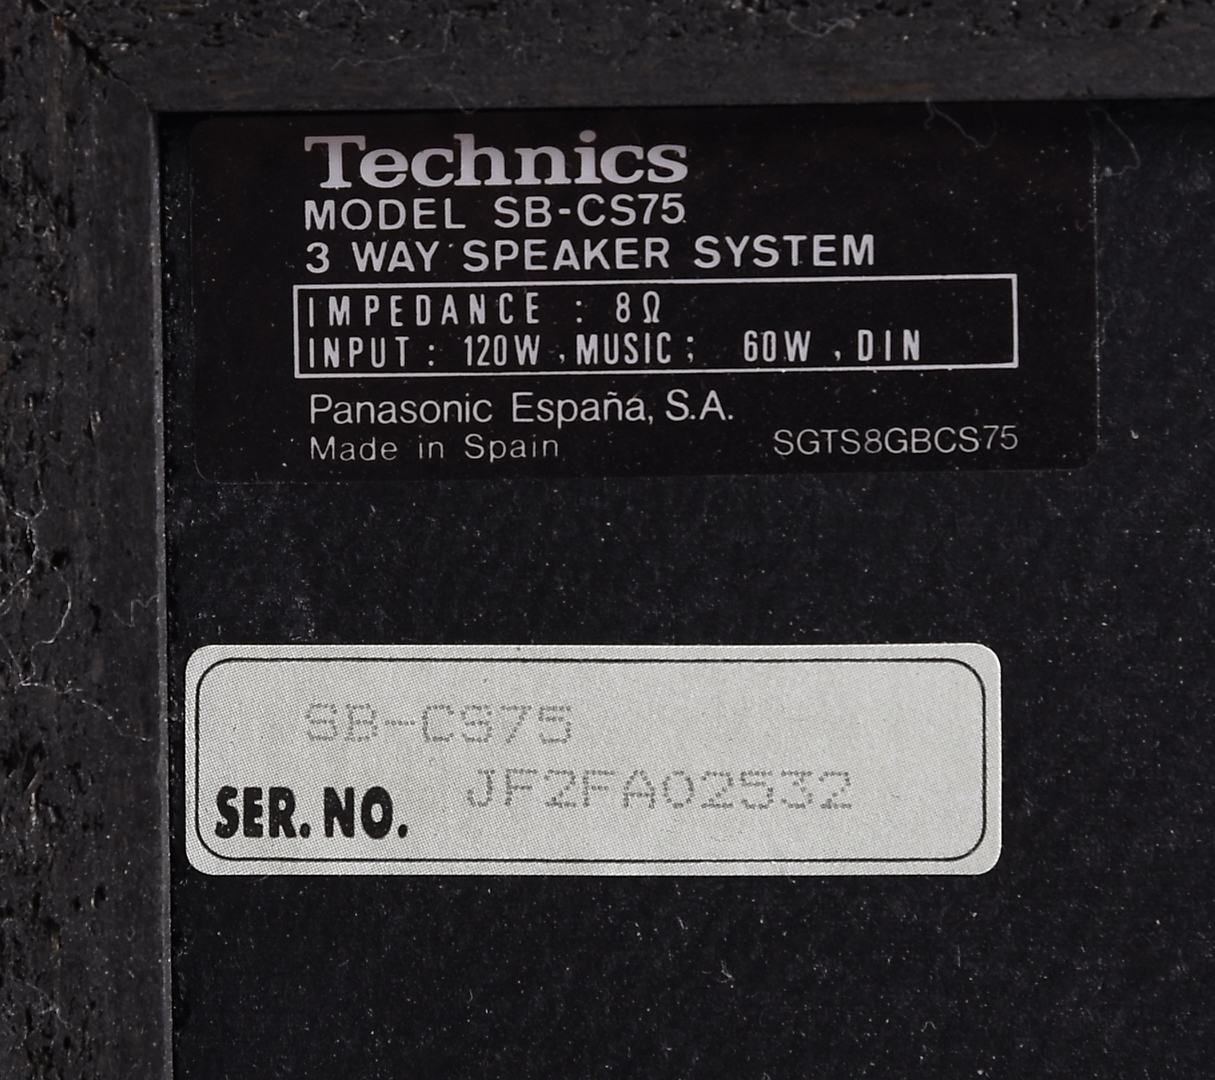 Technics
MODEL SB-CS75
3 WAY SPEAKER SYSTEM
IMPEDANCE : 8Ω
INPUT : 120W , MUSIC ; 60W , DIN
Panasonic España, S.A.
Made in Spain SGTS8GBCS75
SB-CS75
SER. NO. JF2FA02532